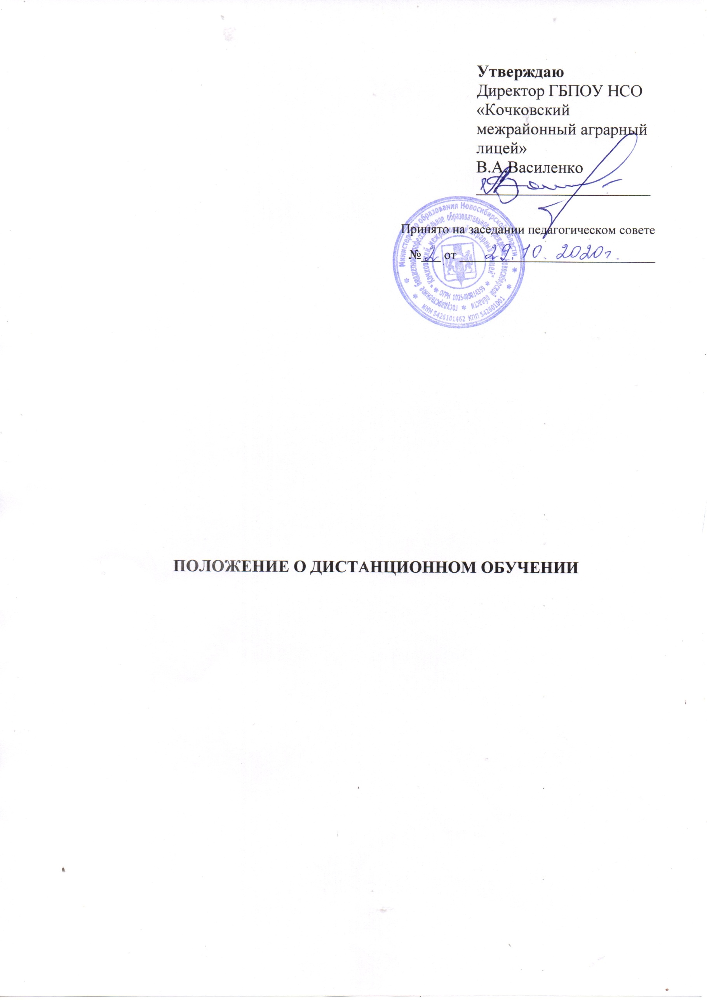 Утверждаю
Директор ГБПОУ НСО
«Кочковский
межрайонный аграрный
лицей»
В.А.Василенко
Принято на заседании педагогическом совете
№ 2 от 29.10.2020г.
Министерство образования Новосибирской области
ИНН 5426101462 КПП 542601001
государственное бюджетное профессиональное образовательное учреждение Новосибирской области
"Кочковский межрайонный аграрный лицей"
ОГРН 1025405014359
ПОЛОЖЕНИЕ О ДИСТАНЦИОННОМ ОБУЧЕНИИ